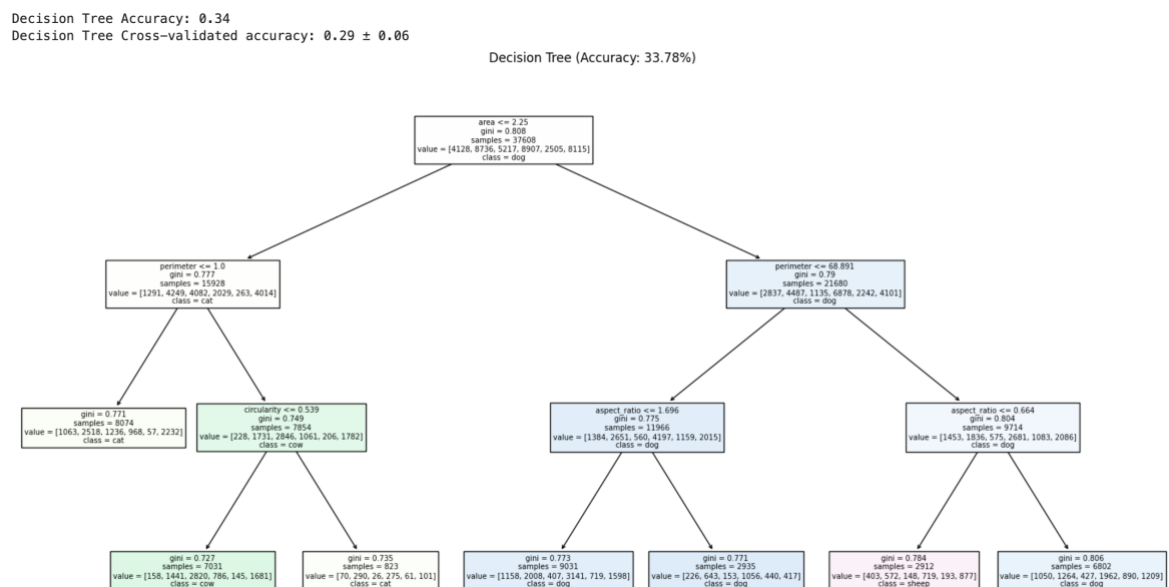 Decision Tree Accuracy: 0.34
Decision Tree Cross-validated accuracy: 0.29 ± 0.06
Decision Tree (Accuracy: 33.78%)
area <= 2.25
gini = 0.808
samples = 37608
value = [4128, 8736, 5217, 8907, 2505, 8115]
class = dog
perimeter <= 1.0
gini = 0.777
samples = 15928
value = [1291, 4249, 4082, 2029, 263, 4014]
class = cat
perimeter <= 68.891
gini = 0.79
samples = 21680
value = [2837, 4487, 1135, 6878, 2242, 4101]
class = dog
gini = 0.771
samples = 8074
value = [1063, 2518, 1236, 968, 57, 2232]
class = cat
circularity <= 0.539
gini = 0.749
samples = 7854
value = [228, 1731, 2846, 1061, 206, 1782]
class = cow
aspect_ratio <= 1.696
gini = 0.775
samples = 11966
value = [1384, 2651, 560, 4197, 1159, 2015]
class = dog
aspect_ratio <= 0.664
gini = 0.804
samples = 9714
value = [1453, 1836, 575, 2681, 1083, 2086]
class = dog
gini = 0.727
samples = 7031
value = [158, 1441, 2820, 786, 145, 1681]
class = cow
gini = 0.735
samples = 823
value = [70, 290, 26, 275, 61, 101]
class = cat
gini = 0.773
samples = 9031
value = [1158, 2008, 407, 3141, 719, 1598]
class = dog
gini = 0.771
samples = 2935
value = [226, 643, 153, 1056, 440, 417]
class = dog
gini = 0.784
samples = 2912
value = [403, 572, 148, 719, 193, 877]
class = sheep
gini = 0.806
samples = 6802
value = [1050, 1264, 427, 1962, 890, 1209]
class = dog